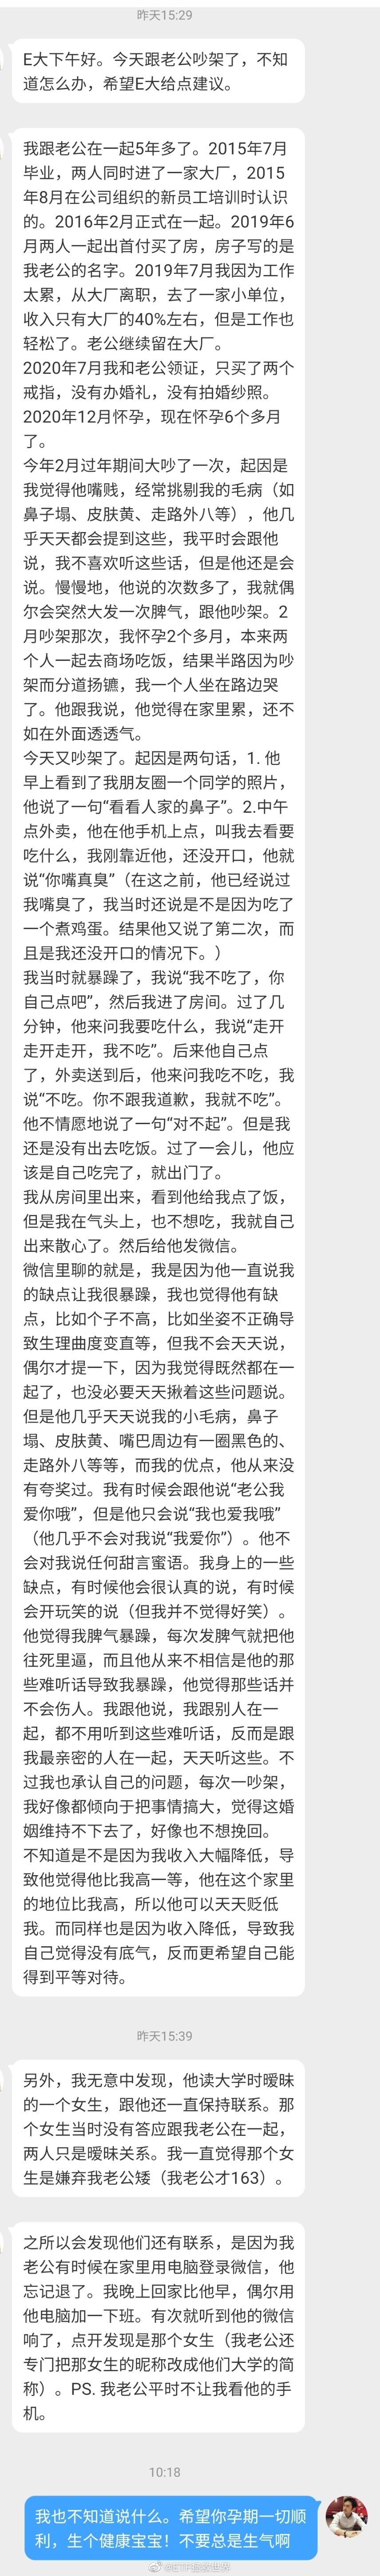 昨天15:29
E大下午好。今天跟老公吵架了，不知
道怎么办，希望E大给点建议。
我跟老公在一起5年多了。2015年7月
毕业，两人同时进了一家大厂，2015
年8月在公司组织的新员工培训时认识
的。2016年2月正式在一起。2019年6
月两人一起出首付买了房，房子写的是
我老公的名字。2019年7月我因为工作
太累，从大厂离职，去了一家小单位，
收入只有大厂的40%左右，但是工作也
轻松了。老公继续留在大厂。
2020年7月我和老公领证，只买了两个
戒指，没有办婚礼，没有拍婚纱照。
2020年12月怀孕，现在怀孕6个多月
了。
今年2月过年期间大吵了一次，起因是
我觉得他嘴贱，经常挑剔我的毛病（如
鼻子塌、皮肤黄、走路外八等），他几
乎天天都会提到这些，我平时会跟他
说，我不喜欢听这些话，但是他还是会
说。慢慢地，他说的次数多了，我就偶
尔会突然大发一次脾气，跟他吵架。2
月吵架那次，我怀孕2个多月，本来两
个人一起去商场吃饭，结果半路因为吵
架而分道扬镳，我一个人坐在路边哭
了。他跟我说，他觉得在家里累，还不
如在外面透透气。
今天又吵架了。起因是两句话，1. 他
早上看到了我朋友圈一个同学的照片，
他说了一句“看看人家的鼻子”。2.中午
点外卖，他在他手机上点，叫我去看要
吃什么，我刚靠近他，还没开口，他就
说“你嘴真臭”（在这之前，他已经说过
我嘴臭了，我当时还说是不是因为吃了
一个煮鸡蛋。结果他又说了第二次，而
且是我还没开口的情况下。）
我当时就暴躁了，我说“我不吃了，你
自己点吧”，然后我进了房间。过了几
分钟，他来问我要吃什么，我说“走开
走开走开，我不吃”。后来他自己点
了，外卖送到后，他来问我吃不吃，我
说“不吃。你不跟我道歉，我就不吃”。
他不情愿地说了一句“对不起”。但是我
还是没有出去吃饭。过了一会儿，他应
该是自己吃完了，就出门了。
我从房间里出来，看到他给我点了饭，
但是我在气头上，也不想吃，我就自己
出来散心了。然后给他发微信。
微信里聊的就是，我是因为他一直说我
的缺点让我很暴躁，我也觉得他有缺
点，比如个子不高，比如坐姿不正确导
致生理曲度变直等，但我不会天天说，
偶尔才提一下，因为我觉得既然都在一
起了，也没必要天天揪着这些问题说。
但是他几乎天天说我的小毛病，鼻子
塌、皮肤黄、嘴巴周边有一圈黑色的、
走路外八等等，而我的优点，他从来没
有夸奖过。我有时候会跟他说“老公我
爱你哦”，但是他只会说“我也爱我哦”
（他几乎不会对我说“我爱你”）。他不
会对我说任何甜言蜜语。我身上的一些
缺点，有时候他会很认真的说，有时候
会开玩笑的说（但我并不觉得好笑）。
他觉得我脾气暴躁，每次发脾气就把他
往死里逼，而且他从来不相信是他的那
些难听话导致我暴躁，他觉得那些话并
不会伤人。我跟他说，我跟别人在一
起，都不用听到这些难听话，反而是跟
我最亲密的人在一起，天天听这些。不
过我也承认自己的问题，每次一吵架，
我好像都倾向于把事情搞大，觉得这婚
姻维持不下去了，好像也不想挽回。
不知道是不是因为我收入大幅降低，导
致他觉得他比我高一等，他在这个家里
的地位比我高，所以他可以天天贬低
我。而同样也是因为收入降低，导致我
自己觉得没有底气，反而更希望自己能
得到平等对待。
昨天15:39
另外，我无意中发现，他读大学时暧昧
的一个女生，跟他还一直保持联系。那
个女生当时没有答应跟我老公在一起，
两人只是暧昧关系。我一直觉得那个女
生是嫌弃我老公矮（我老公才163）。
之所以会发现他们还有联系，是因为我
老公有时候在家里用电脑登录微信，他
忘记退了。我晚上回家比他早，偶尔用
他电脑加一下班。有次就听到他的微信
响了，点开发现是那个女生（我老公还
专门把那女生的昵称改成他们大学的简
称）。PS. 我老公平时不让我看他的手
机。
10:18
我也不知道说什么。希望你孕期一切顺
利，生个健康宝宝！不要总是生气啊